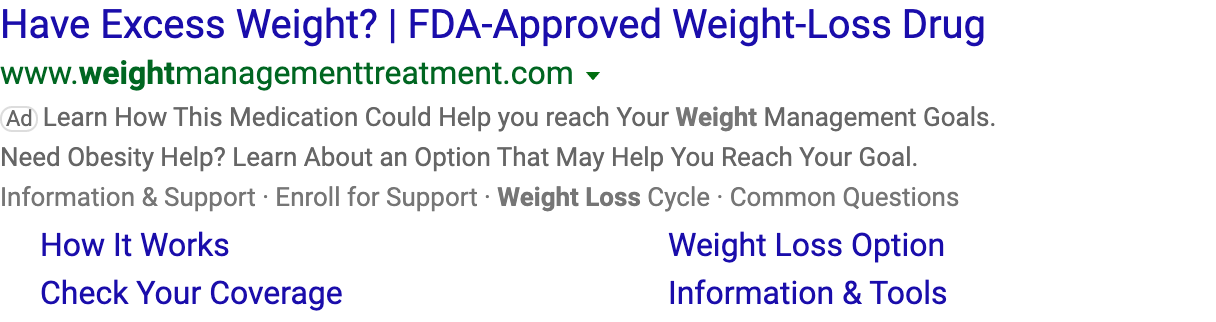 Have Excess Weight? | FDA-Approved Weight-Loss Drug
www.weightmanagementtreatment.com
Ad Learn How This Medication Could Help you reach Your Weight Management Goals.
Need Obesity Help? Learn About an Option That May Help You Reach Your Goal.
Information & Support · Enroll for Support · Weight Loss Cycle · Common Questions
How It Works
Weight Loss Option
Check Your Coverage
Information & Tools